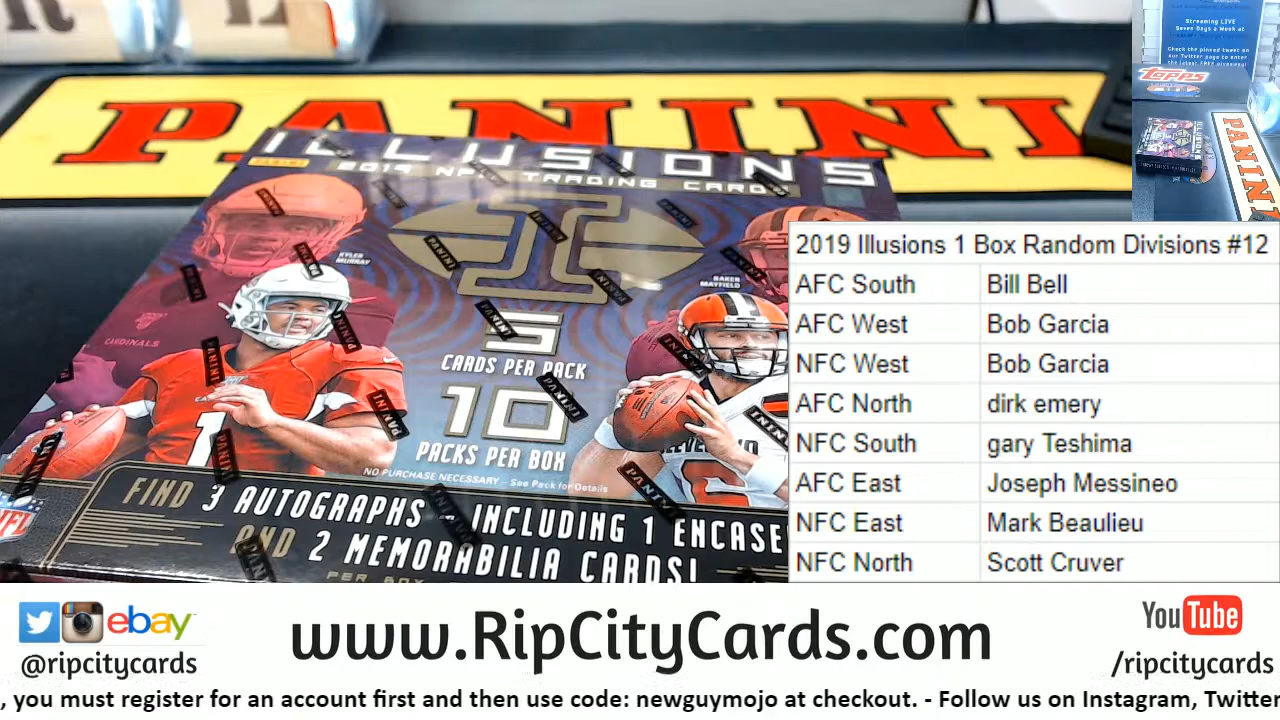 PANINI
ILLUSIONS
PANINI
2019 NFL TRADING CARDS
KYLER
MURRAY
BAKER
MAYFIELD
CARDINALS
5
CARDS PER PACK
10
PACKS PER BOX
NO PURCHASE NECESSARY - See Pack for Details
FIND 3 AUTOGRAPHS - INCLUDING 1 ENCASE
AND 2 MEMORABILIA CARDS!
PER BOX
NFL
Streaming LIVE
Seven Days a Week at
Check the pinned tweet on
our Twitter page to enter
the latest FREE giveaway!
Topps
PANINI
2019 Illusions 1 Box Random Divisions #12
AFC South Bill Bell
AFC West Bob Garcia
NFC West Bob Garcia
AFC North dirk emery
NFC South gary Teshima
AFC East Joseph Messineo
NFC East Mark Beaulieu
NFC North Scott Cruver
ebay
@ripcitycards
www.RipCityCards.com
YouTube
/ripcitycards
, you must register for an account first and then use code: newguymojo at checkout. - Follow us on Instagram, Twitter